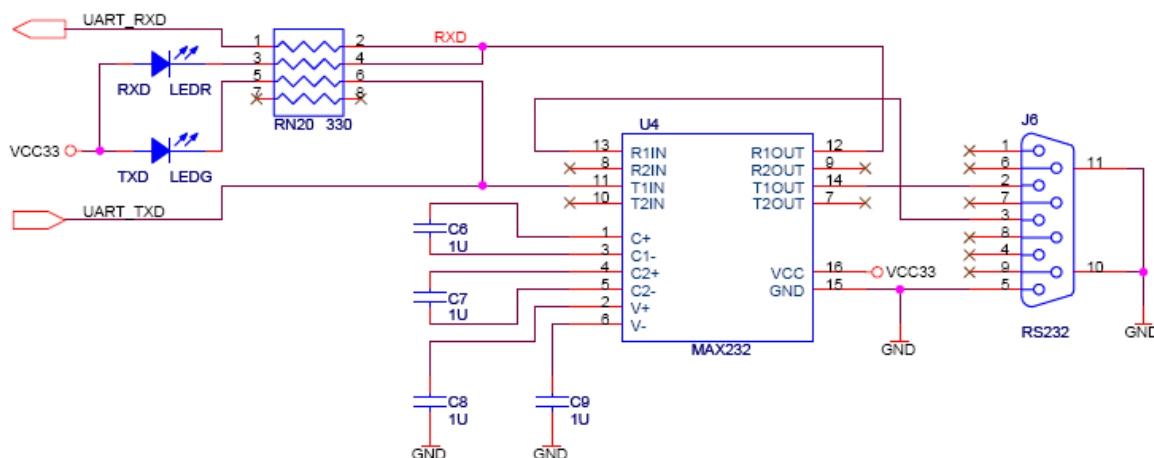 UART_RXD
1 2
RXD
3 4
5 6
7 8
RXD LEDR
RN20 330
VCC33
TXD LEDG
UART_TXD
U4
13 R1IN R1OUT 12
8 R2IN R2OUT 9
11 T1IN T1OUT 14
10 T2IN T2OUT 7
1 C+
3 C1-
4 C2+
5 C2-
2 V+
6 V-
VCC 16 VCC33
GND 15
MAX232
GND
C6
1U
C7
1U
C8
1U
GND
C9
1U
GND
J6
1
6
2
7
3
8
4
9
5
11
10
RS232
GND